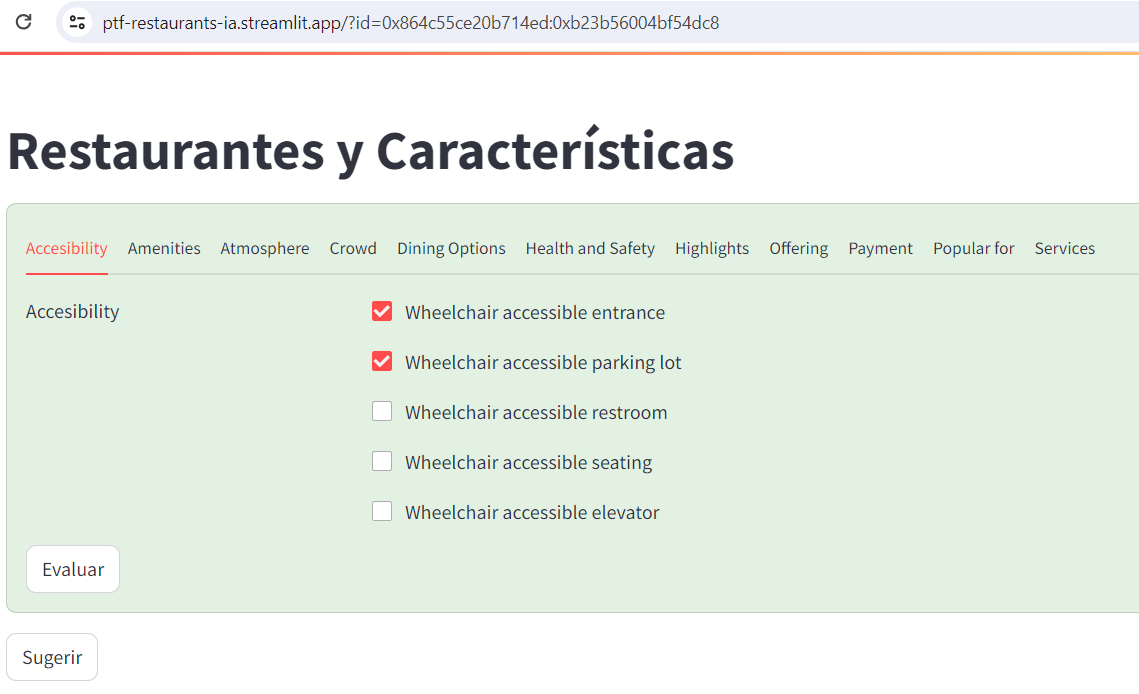 ptf-restaurants-ia.streamlit.app/?id=0x864c55ce20b714ed:0xb23b56004bf54dc8
Restaurantes y Características
Accesibility Amenities Atmosphere Crowd Dining Options Health and Safety Highlights Offering Payment Popular for Services
Accesibility
Wheelchair accessible entrance
Wheelchair accessible parking lot
Wheelchair accessible restroom
Wheelchair accessible seating
Wheelchair accessible elevator
Evaluar
Sugerir